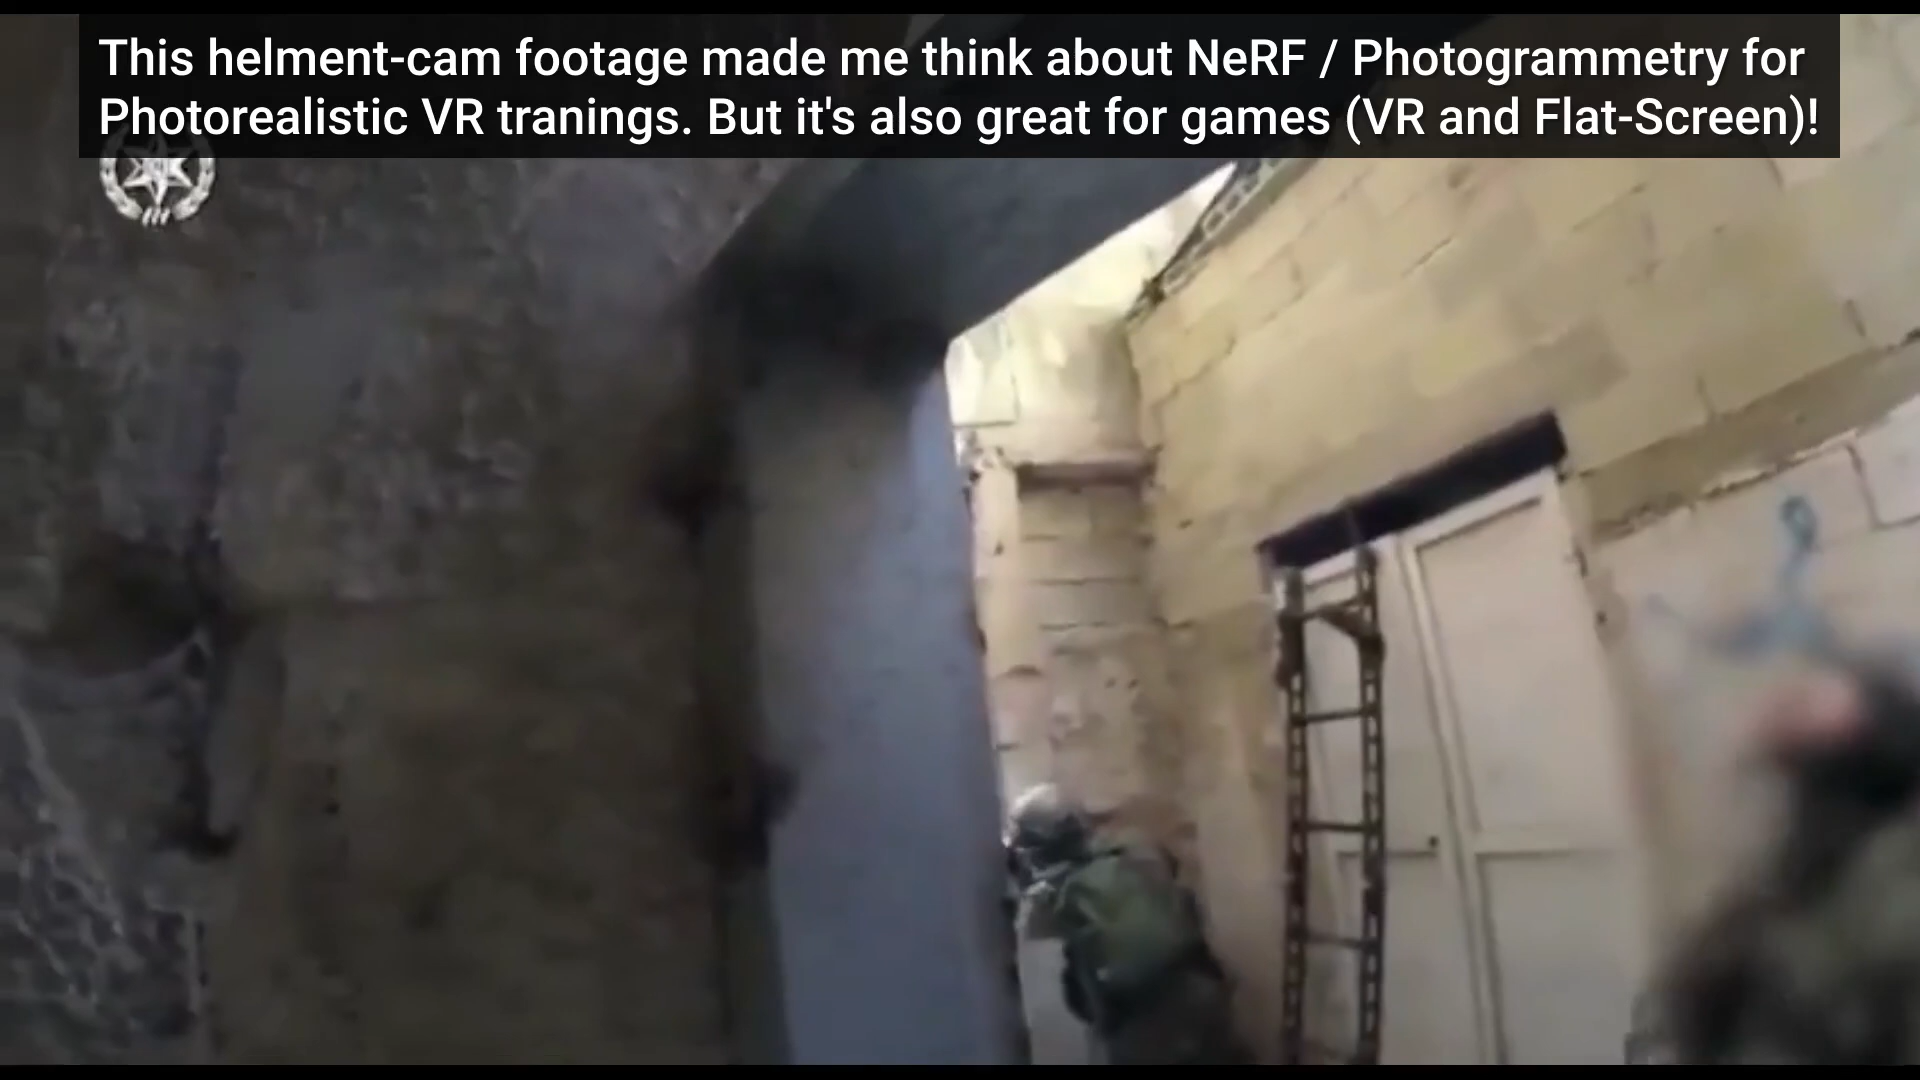 This helment-cam footage made me think about NeRF / Photogrammetry for
Photorealistic VR tranings. But it's also great for games (VR and Flat-Screen)!